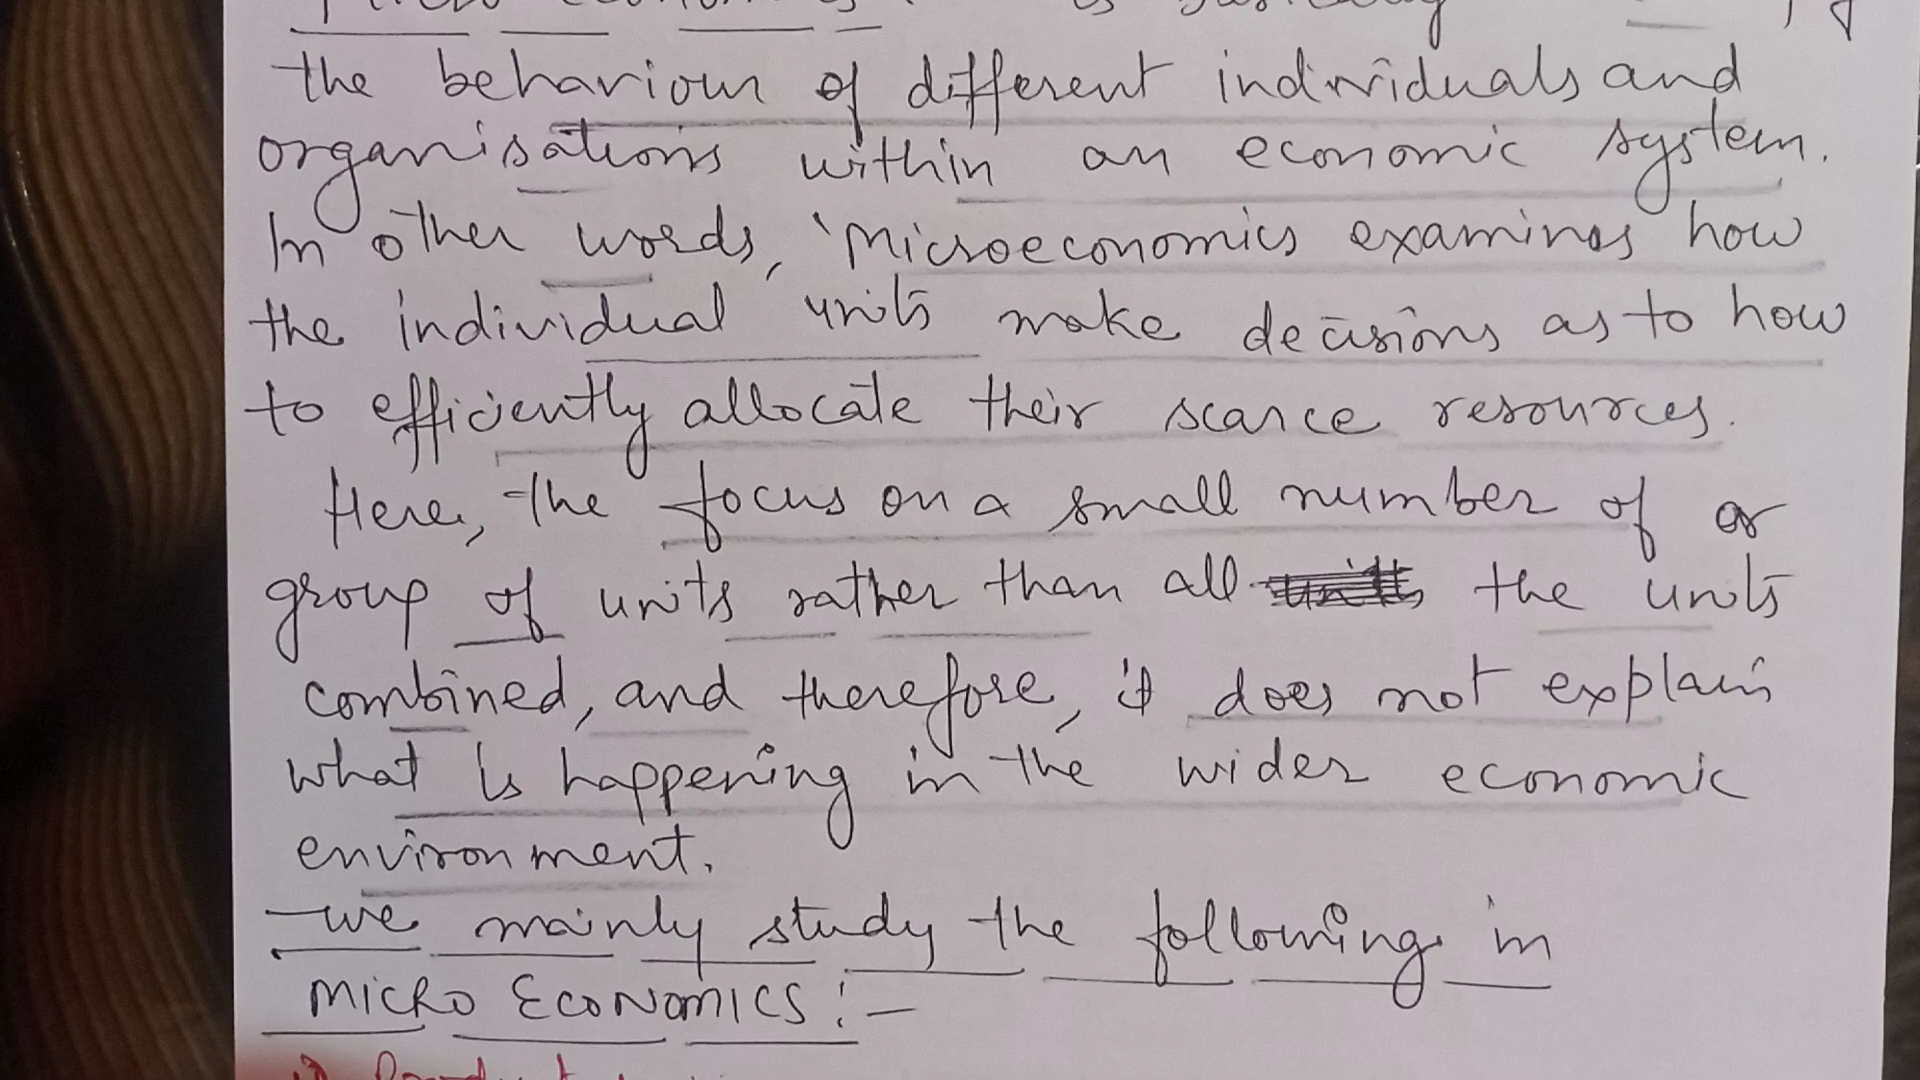 the behaviour of different individuals and
organisations within an economic system.
In other words, 'Microeconomics examines how
the individual units make decisions as to how
to efficiently allocate their scarce resources.
Here, the focus on a small number of or
group of units rather than all the units
combined, and therefore, it does not explain
what is happening in the wider economic
environment.
- we mainly study the following in
MICRO ECONOMICS :-